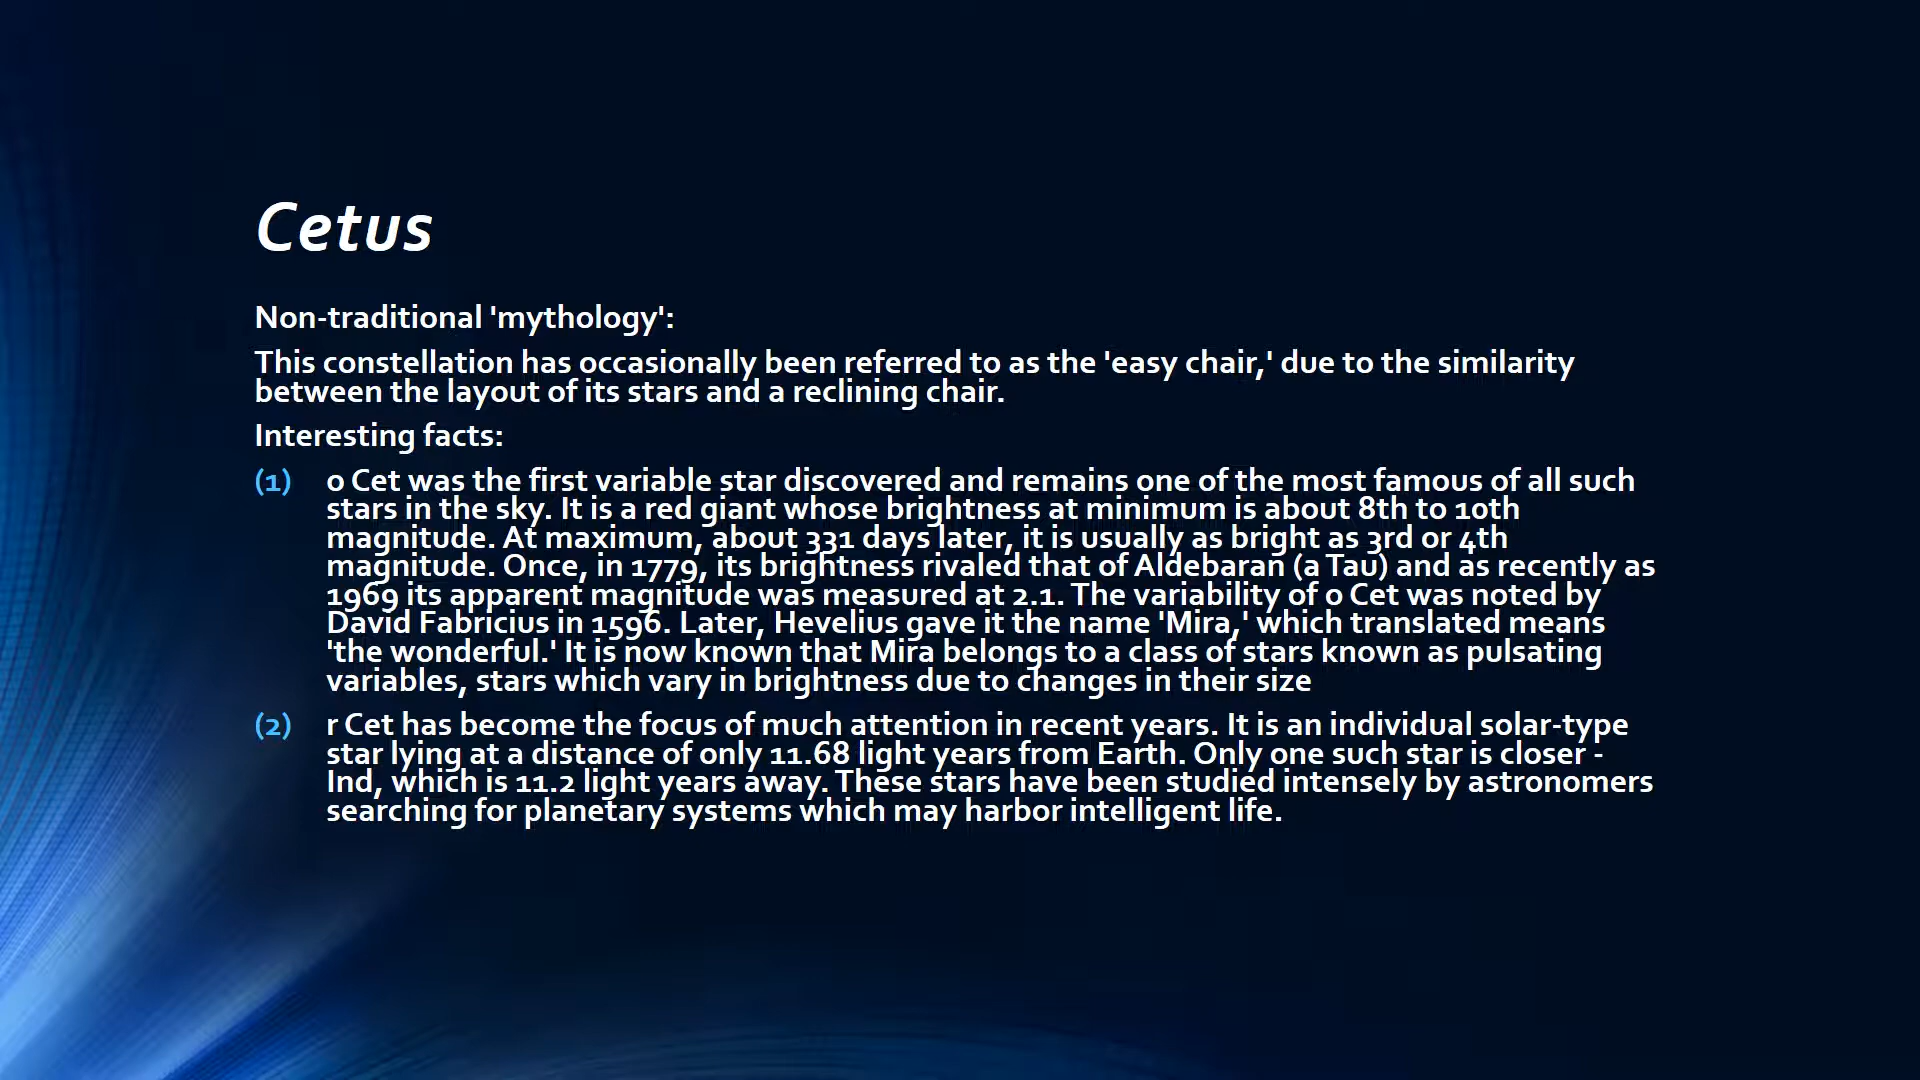 Cetus
Non-traditional 'mythology':
This constellation has occasionally been referred to as the 'easy chair,' due to the similarity
between the layout of its stars and a reclining chair.
Interesting facts:
(1) o Cet was the first variable star discovered and remains one of the most famous of all such
stars in the sky. It is a red giant whose brightness at minimum is about 8th to 10th
magnitude. At maximum, about 331 days later, it is usually as bright as 3rd or 4th
magnitude. Once, in 1779, its brightness rivaled that of Aldebaran (a Tau) and as recently as
1969 its apparent magnitude was measured at 2.1. The variability of o Cet was noted by
David Fabricius in 1596. Later, Hevelius gave it the name 'Mira,' which translated means
'the wonderful.' It is now known that Mira belongs to a class of stars known as pulsating
variables, stars which vary in brightness due to changes in their size
(2) r Cet has become the focus of much attention in recent years. It is an individual solar-type
star lying at a distance of only 11.68 light years from Earth. Only one such star is closer -
Ind, which is 11.2 light years away. These stars have been studied intensely by astronomers
searching for planetary systems which may harbor intelligent life.